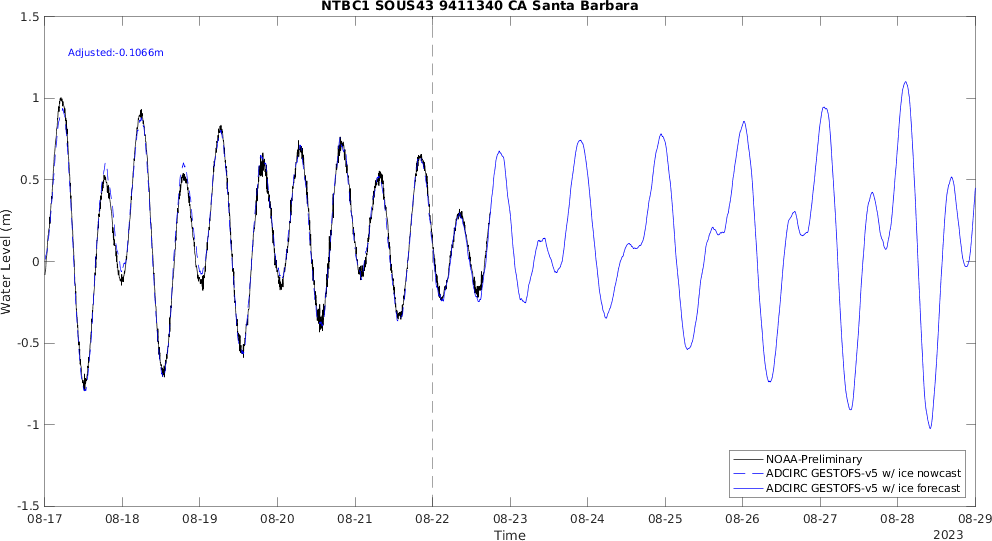 NTBC1 SOUS43 9411340 CA Santa Barbara
Adjusted:-0.1066m
1.5
1
0.5
0
-0.5
-1
-1.5
Water Level (m)
NOAA-Preliminary
ADCIRC GESTOFS-v5 w/ ice nowcast
ADCIRC GESTOFS-v5 w/ ice forecast
08-17 08-18 08-19 08-20 08-21 08-22 08-23 08-24 08-25 08-26 08-27 08-28 08-29
Time
2023